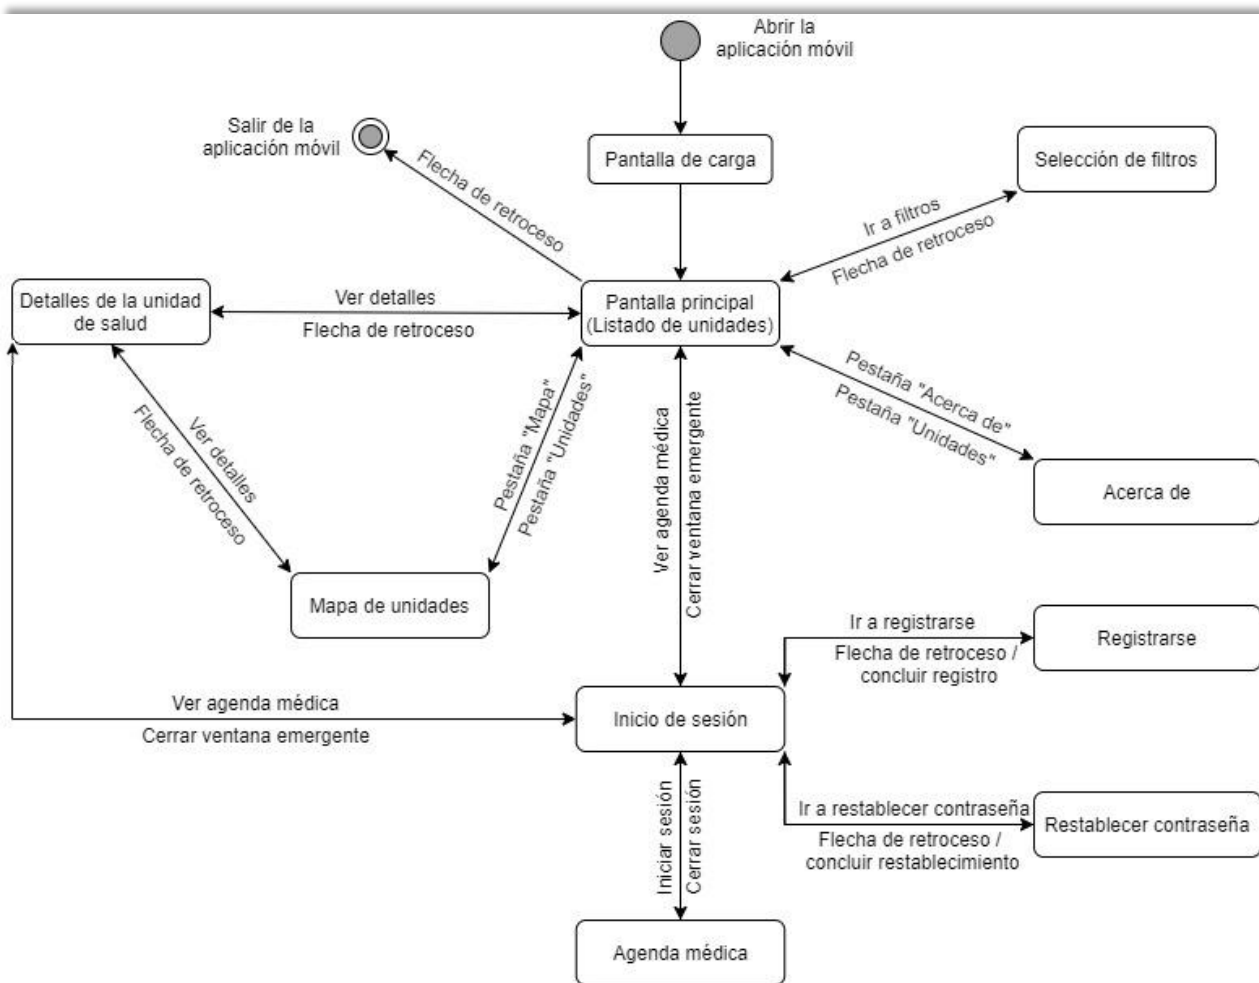 Abrir la
aplicación móvil
Salir de la
aplicación móvil
Flecha de retroceso
Pantalla de carga
Selección de filtros
Ir a filtros
Flecha de retroceso
Detalles de la unidad
de salud
Ver detalles
Flecha de retroceso
Pantalla principal
(Listado de unidades)
Pestaña "Acerca de"
Pestaña "Unidades"
Ver detalles
Flecha de retroceso
Pestaña "Mapa"
Pestaña "Unidades"
Ver agenda médica
Cerrar ventana emergente
Acerca de
Mapa de unidades
Ir a registrarse
Flecha de retroceso /
concluir registro
Registrarse
Ver agenda médica
Cerrar ventana emergente
Inicio de sesión
Ir a restablecer contraseña
Flecha de retroceso /
concluir restablecimiento
Restablecer contraseña
Iniciar sesión
Cerrar sesión
Agenda médica